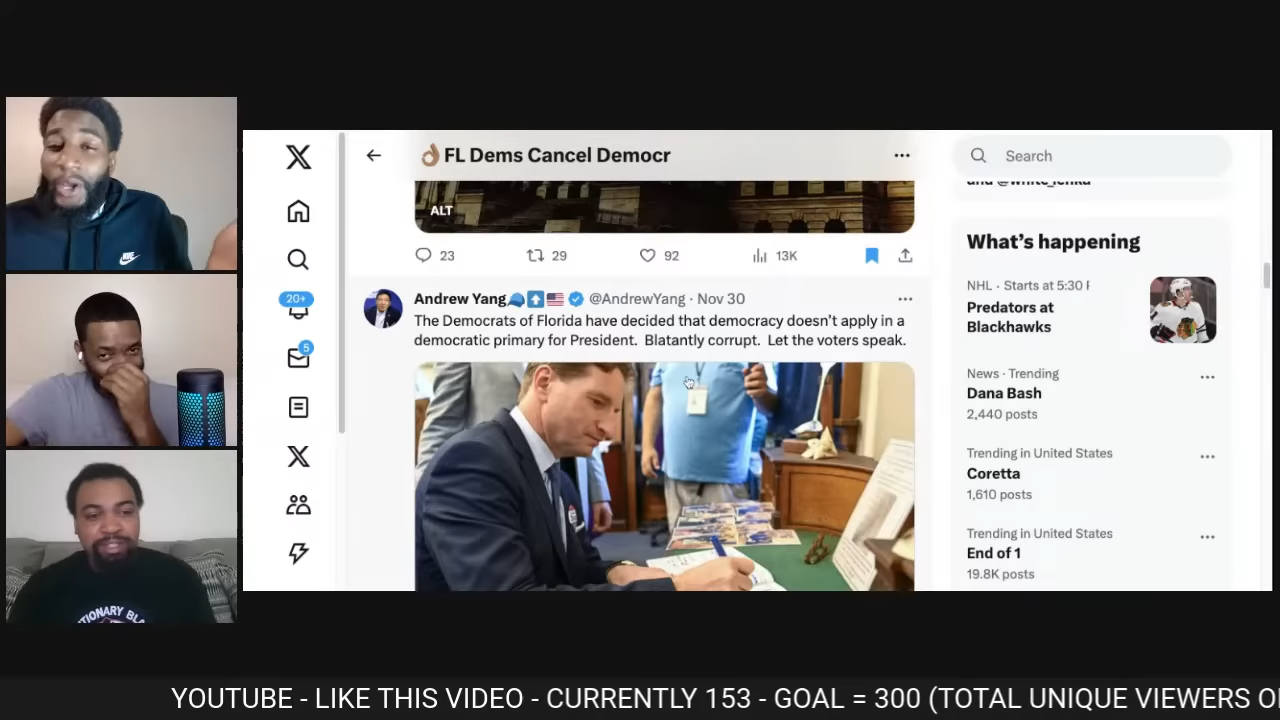 FL Dems Cancel Democr
Search
ALT
What's happening
23
29
92
13K
NHL · Starts at 5:30
Predators at
Blackhawks
20+
Andrew Yang @AndrewYang · Nov 30
The Democrats of Florida have decided that democracy doesn't apply in a
democratic primary for President. Blatantly corrupt. Let the voters speak.
5
News · Trending
Dana Bash
2,440 posts
Trending in United States
Coretta
1,610 posts
Trending in United States
End of 1
19.8K posts
YOUTUBE - LIKE THIS VIDEO - CURRENTLY 153 - GOAL = 300 (TOTAL UNIQUE VIEWERS